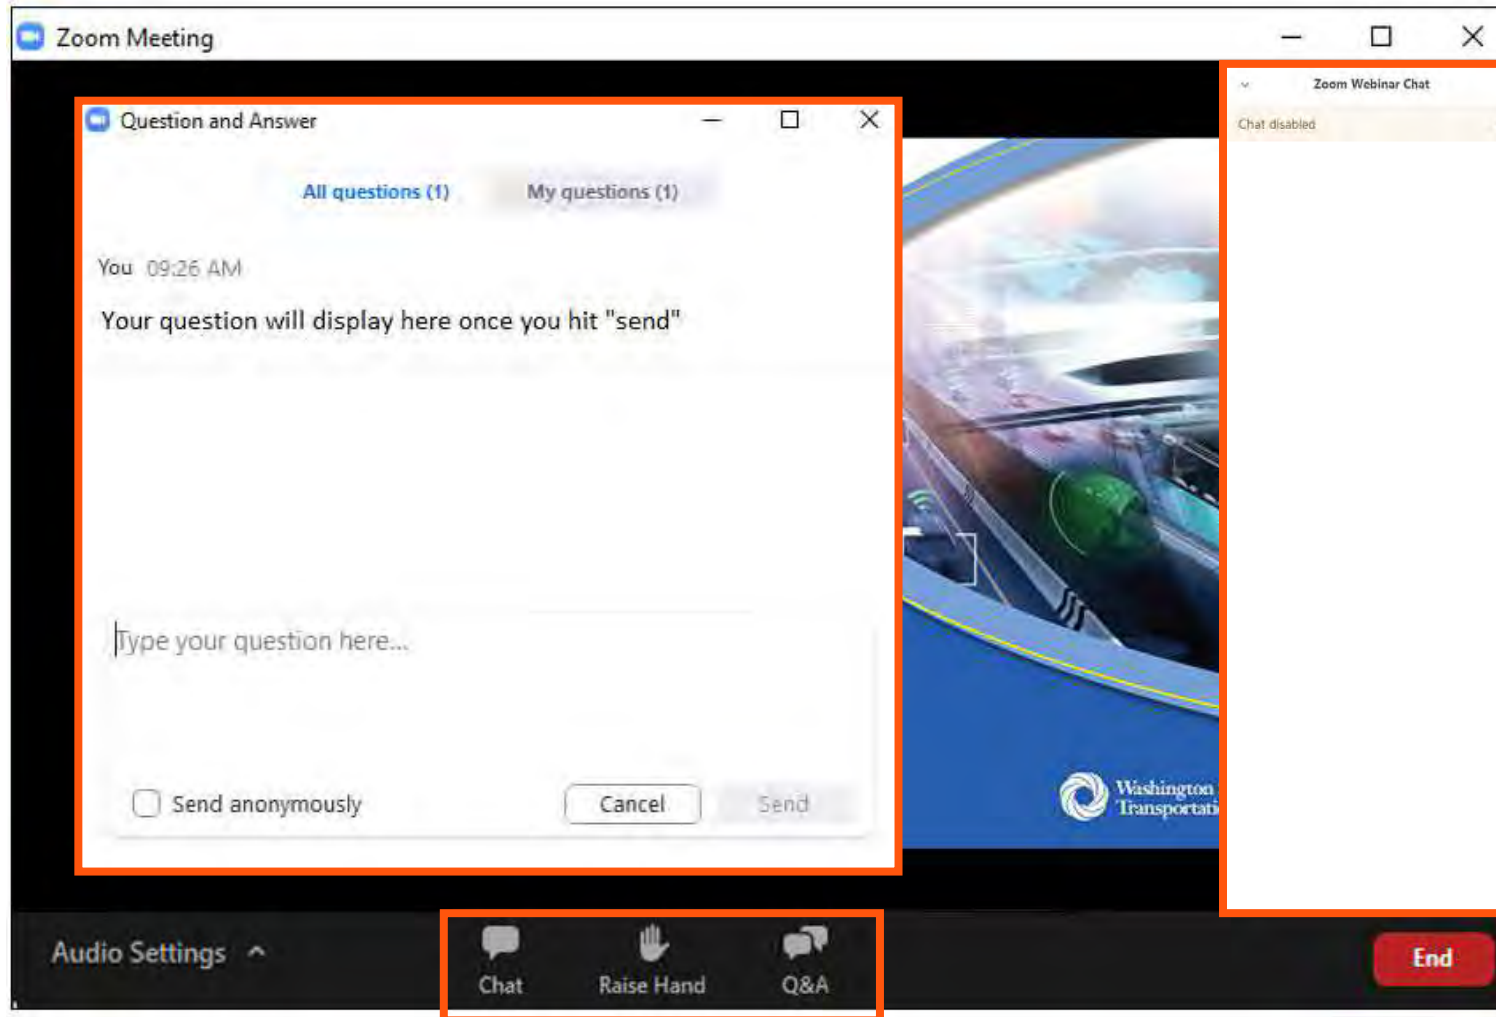 Zoom Meeting
Question and Answer
All questions (1) My questions (1)
You 09:26 AM
Your question will display here once you hit "send"
Type your question here...
Send anonymously Cancel Send
Zoom Webinar Chat
Chat disabled
Washington
Transportati
Audio Settings
Chat Raise Hand Q&A
End